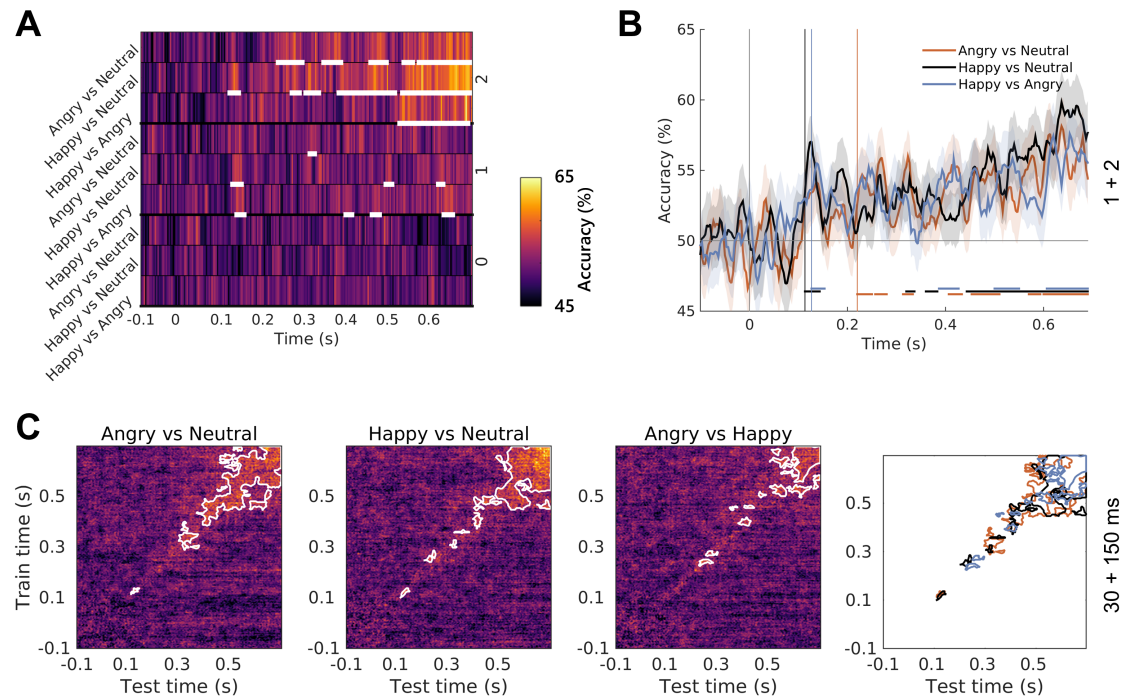 A
Angry vs Neutral
Happy vs Neutral
Happy vs Angry
2
Angry vs Neutral
Happy vs Neutral
Happy vs Angry
1
Angry vs Neutral
Happy vs Neutral
Happy vs Angry
0
-0.1 0 0.1 0.2 0.3 0.4 0.5 0.6
Time (s)
65
45
Accuracy (%)
B
65
60
55
50
45
Accuracy (%)
Angry vs Neutral
Happy vs Neutral
Happy vs Angry
0 0.2 0.4 0.6
Time (s)
1 + 2
C
Angry vs Neutral
Train time (s)
0.5
0.3
0.1
-0.1
-0.1 0.1 0.3 0.5
Test time (s)
Happy vs Neutral
0.5
0.3
0.1
-0.1
-0.1 0.1 0.3 0.5
Test time (s)
Angry vs Happy
0.5
0.3
0.1
-0.1
-0.1 0.1 0.3 0.5
Test time (s)
0.5
0.3
0.1
-0.1
-0.1 0.1 0.3 0.5
Test time (s)
30 + 150 ms